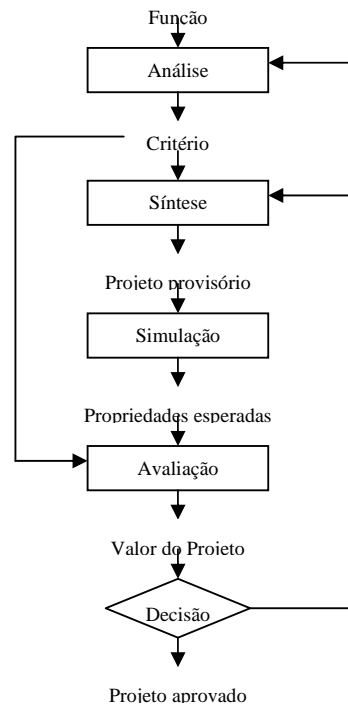 Função
Análise
Critério
Síntese
Projeto provisório
Simulação
Propriedades esperadas
Avaliação
Valor do Projeto
Decisão
Projeto aprovado